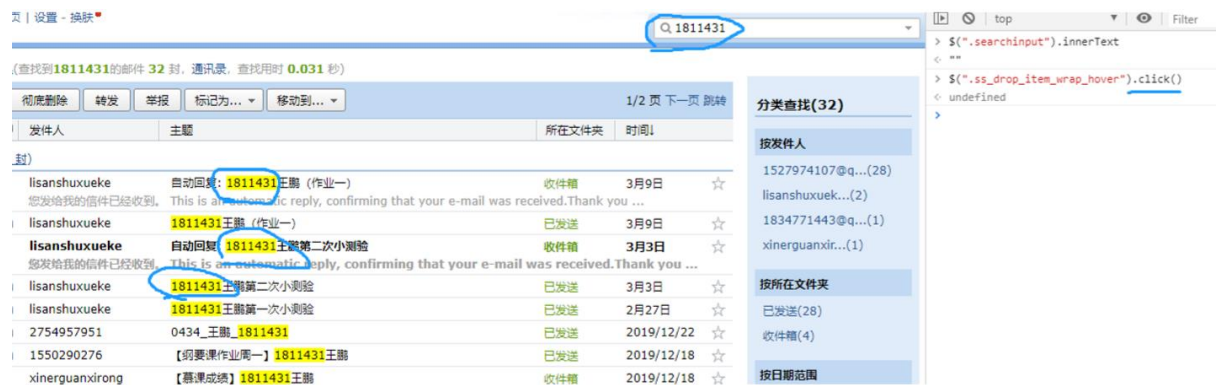 页 | 设置 - 换肤
1811431
(查找到1811431的邮件 32 封，通讯录，查找用时 0.031 秒)
彻底删除 转发 举报 标记为... 移动到... 1/2 页 下一页 跳转
发件人 主题 所在文件夹 时间↓
封)
lisanshuxueke 自动回复: 1811431王鹏 (作业一) 收件箱 3月9日
您发给我的信件已经收到。 This is an automatic reply, confirming that your e-mail was received.Thank you ...
lisanshuxueke 1811431王鹏 (作业一) 已发送 3月9日
lisanshuxueke 自动回复: 1811431王鹏第二次小测验 收件箱 3月3日
您发给我的信件已经收到。 This is an automatic reply, confirming that your e-mail was received.Thank you ...
lisanshuxueke 1811431王鹏第二次小测验 已发送 3月3日
lisanshuxueke 1811431王鹏第一次小测验 已发送 2月27日
2754957951 0434_王鹏_1811431 已发送 2019/12/22
1550290276 【纲要课作业周一】1811431王鹏 已发送 2019/12/18
xinerguanxirong 【慕课成绩】1811431王鹏 收件箱 2019/12/18
分类查找(32)
按发件人
1527974107@q...(28)
lisanshuxuek...(2)
1834771443@q...(1)
xinerguanxir...(1)
按所在文件夹
已发送(28)
收件箱(4)
按日期范围
top Filter
> $(".searchinput").innerText
""
> $(".ss_drop_item_wrap_hover").click()
undefined
>